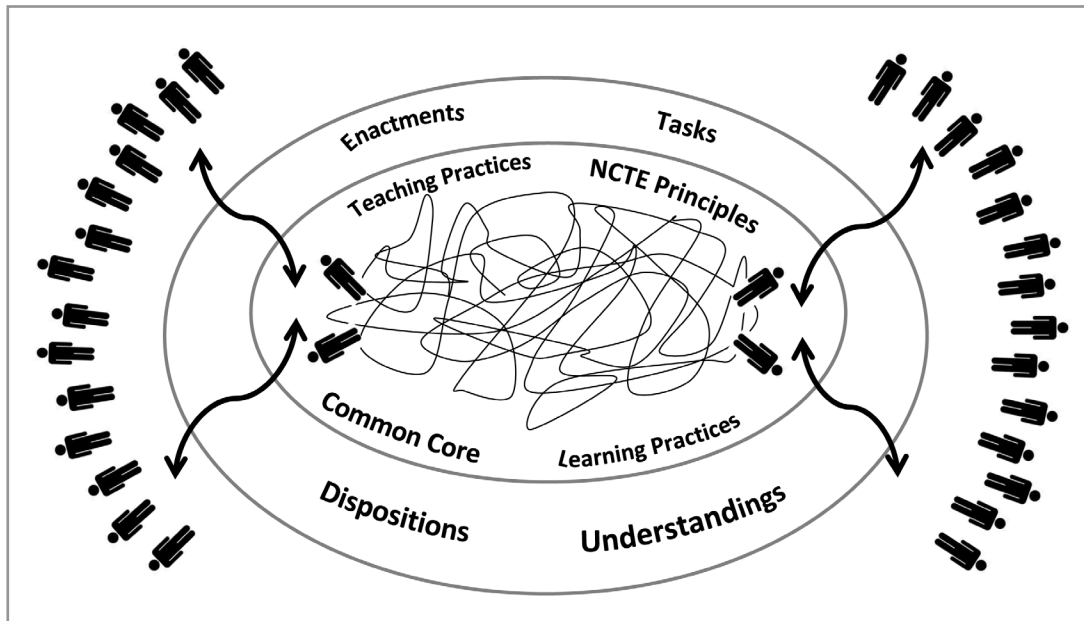 Enactments
Tasks
Teaching Practices
NCTE Principles
Common Core
Learning Practices
Dispositions
Understandings